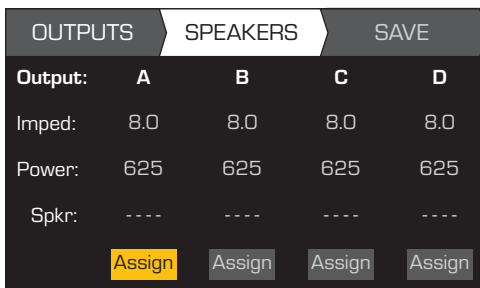 OUTPUTS SPEAKERS SAVE
Output: A B C D
Imped: 8.0 8.0 8.0 8.0
Power: 625 625 625 625
Spkr: ---- ---- ---- ----
Assign Assign Assign Assign